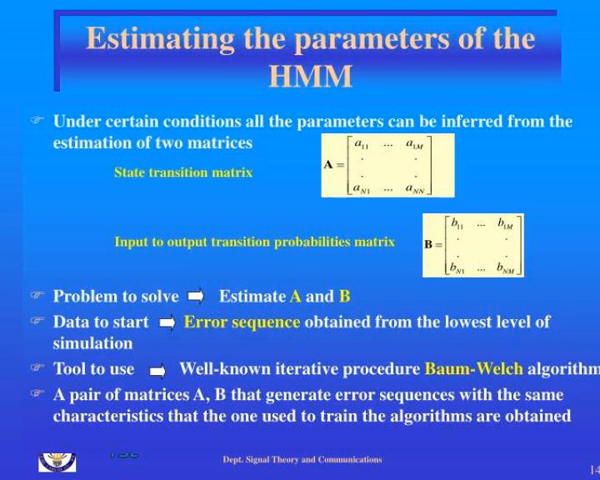 Estimating the parameters of the
HMM
Under certain conditions all the parameters can be inferred from the
estimation of two matrices
State transition matrix
A = [ a11 ... a1M
. .
. .
aN1 ... aNN ]
Input to output transition probabilities matrix
B = [ b11 ... b1M
. .
. .
bN1 ... bNM ]
Problem to solve Estimate A and B
Data to start Error sequence obtained from the lowest level of
simulation
Tool to use Well-known iterative procedure Baum-Welch algorithm
A pair of matrices A, B that generate error sequences with the same
characteristics that the one used to train the algorithms are obtained
Dept. Signal Theory and Communications
14